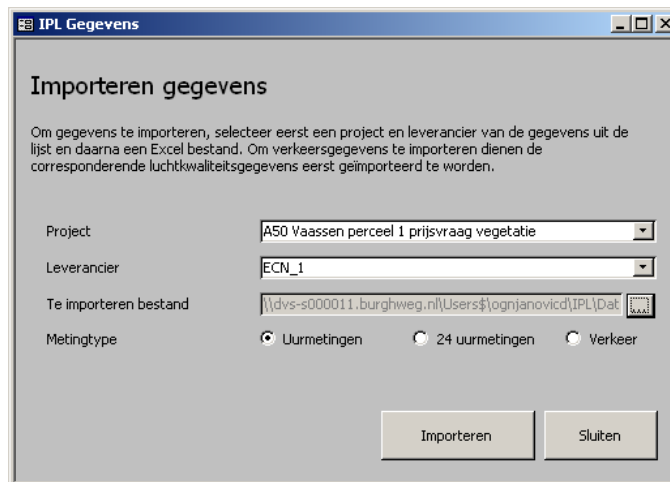 IPL Gegevens
Importeren gegevens
Om gegevens te importeren, selecteer eerst een project en leverancier van de gegevens uit de
lijst en daarna een Excel bestand. Om verkeersgegevens te importeren dienen de
corresponderende luchtkwaliteitsgegevens eerst geïmporteerd te worden.
Project A50 Vaassen perceel 1 prijsvraag vegetatie
Leverancier ECN_1
Te importeren bestand \\dvs-s000011.burghweg.nl\Users$\ognjanovicd\IPL\Dat ...
Metingtype Uurmetingen 24 uurmetingen Verkeer
Importeren Sluiten